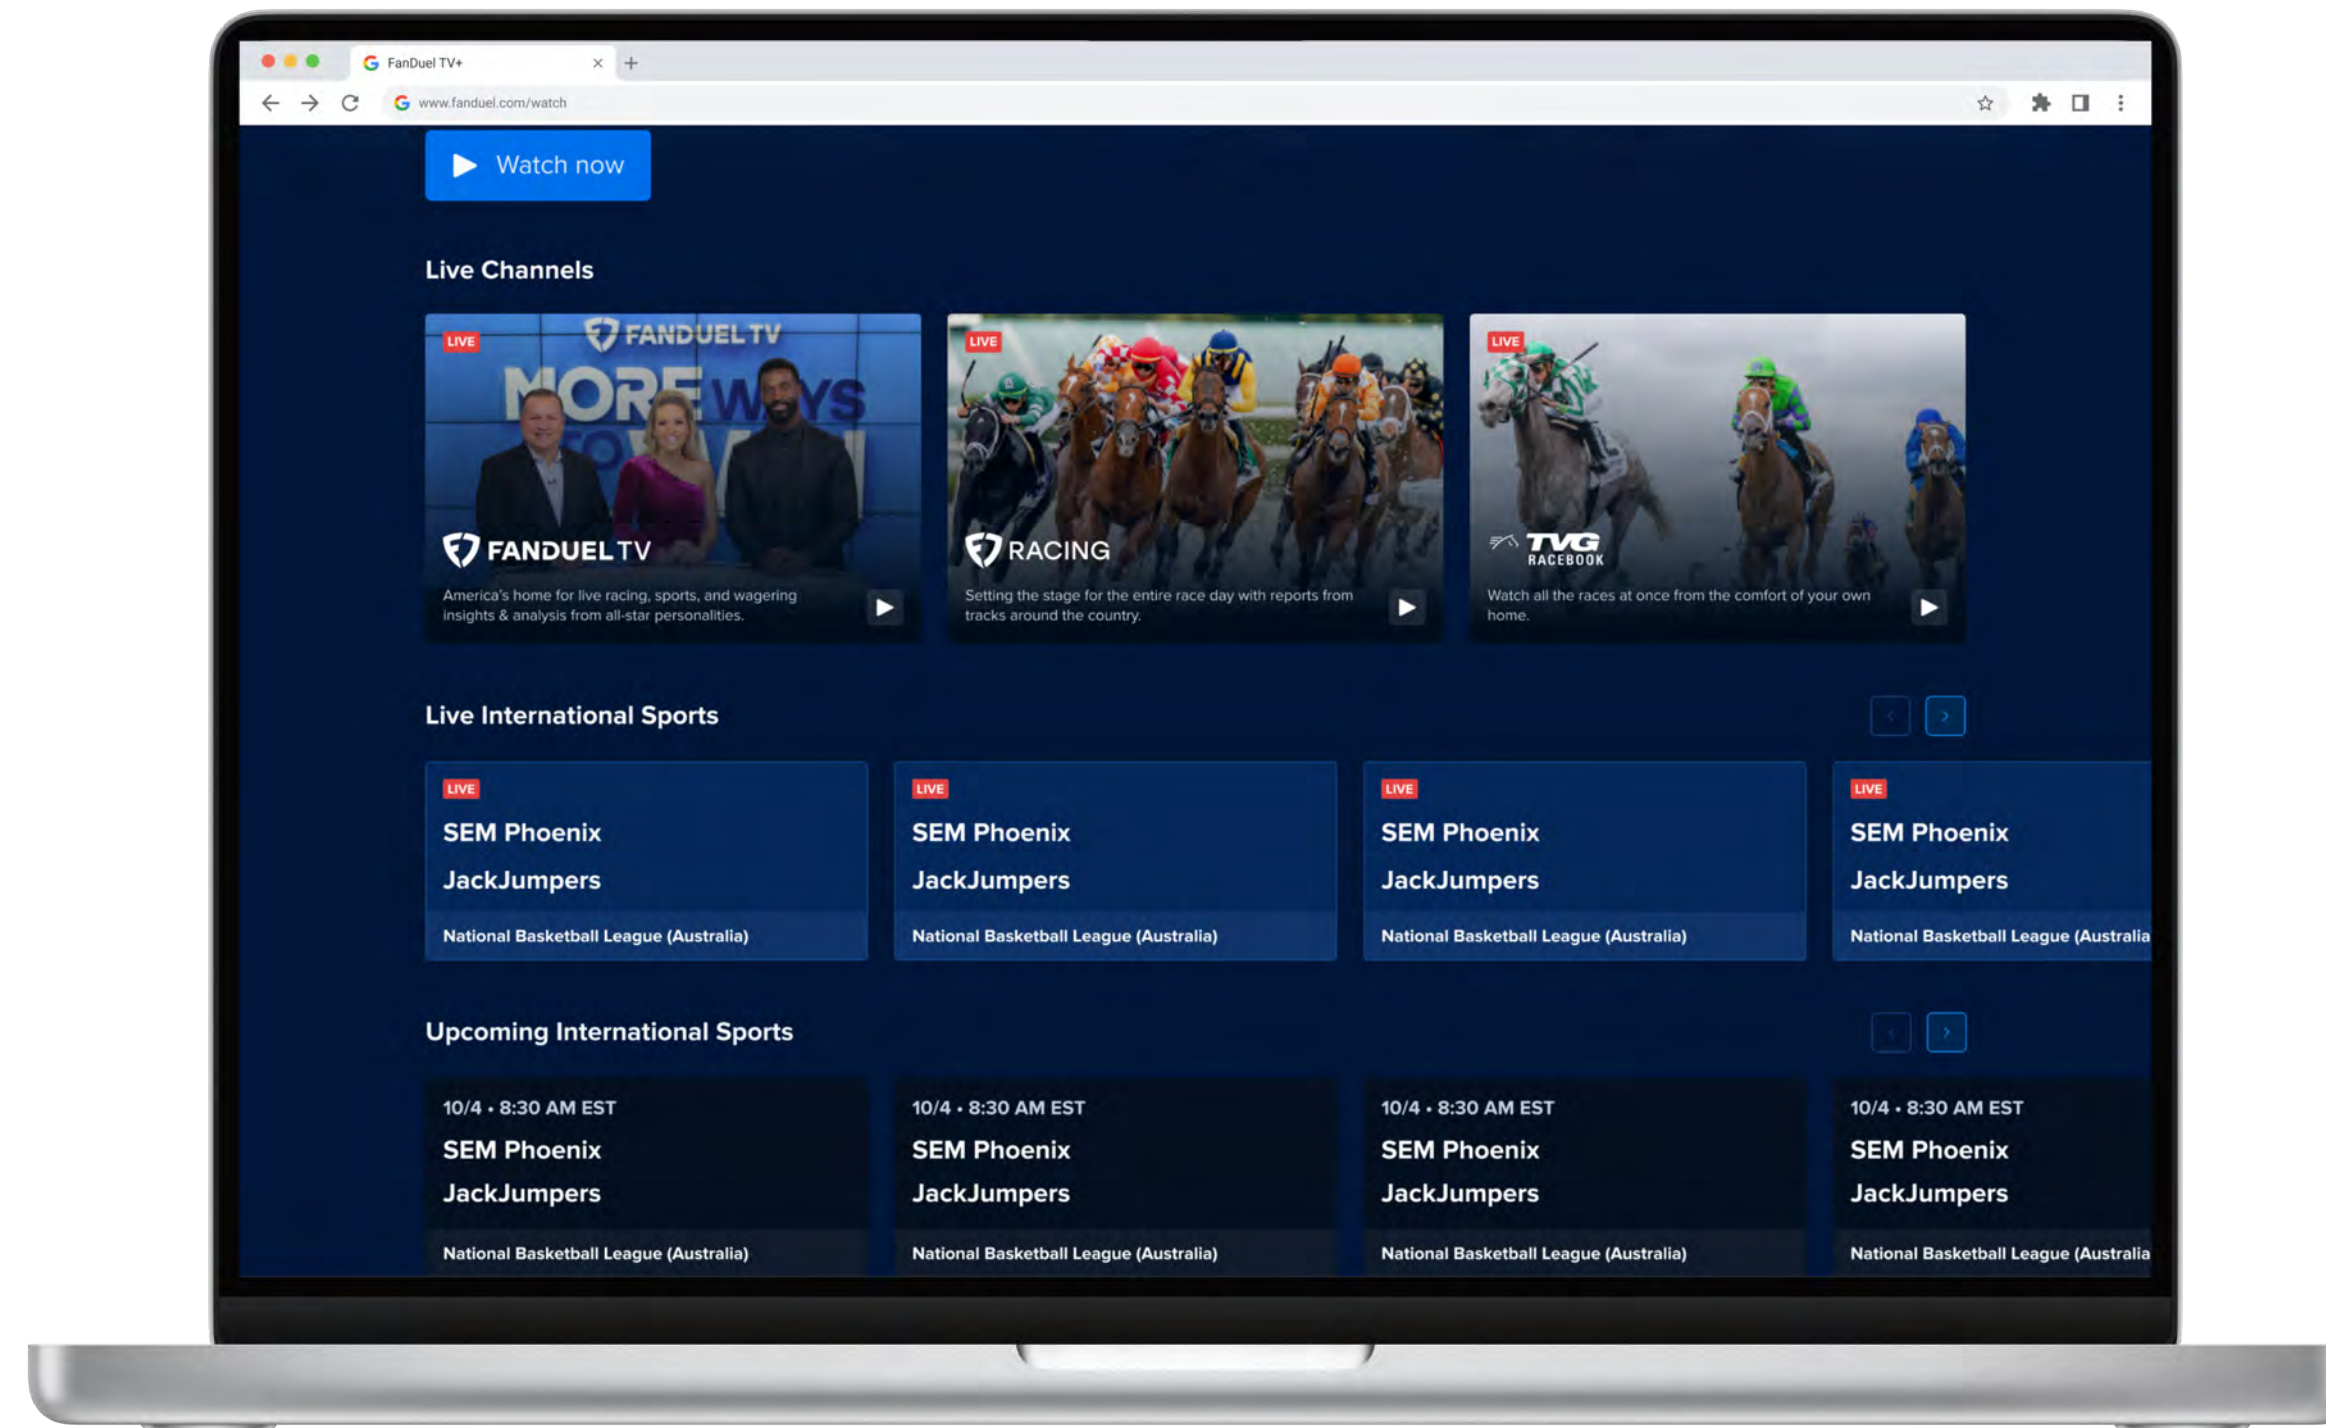 FanDuel TV+
www.fanduel.com/watch
Watch now
Live Channels
LIVE
FANDUEL TV
MORE WAYS
TO WIN
FANDUEL TV
America's home for live racing, sports, and wagering
insights & analysis from all-star personalities.
LIVE
RACING
Setting the stage for the entire race day with reports from
tracks around the country.
LIVE
TVG
RACEBOOK
Watch all the races at once from the comfort of your own
home.
Live International Sports
LIVE
SEM Phoenix
JackJumpers
National Basketball League (Australia)
LIVE
SEM Phoenix
JackJumpers
National Basketball League (Australia)
LIVE
SEM Phoenix
JackJumpers
National Basketball League (Australia)
LIVE
SEM Phoenix
JackJumpers
National Basketball League (Australia
Upcoming International Sports
10/4 • 8:30 AM EST
SEM Phoenix
JackJumpers
National Basketball League (Australia)
10/4 • 8:30 AM EST
SEM Phoenix
JackJumpers
National Basketball League (Australia)
10/4 • 8:30 AM EST
SEM Phoenix
JackJumpers
National Basketball League (Australia)
10/4 • 8:30 AM EST
SEM Phoenix
JackJumpers
National Basketball League (Australia